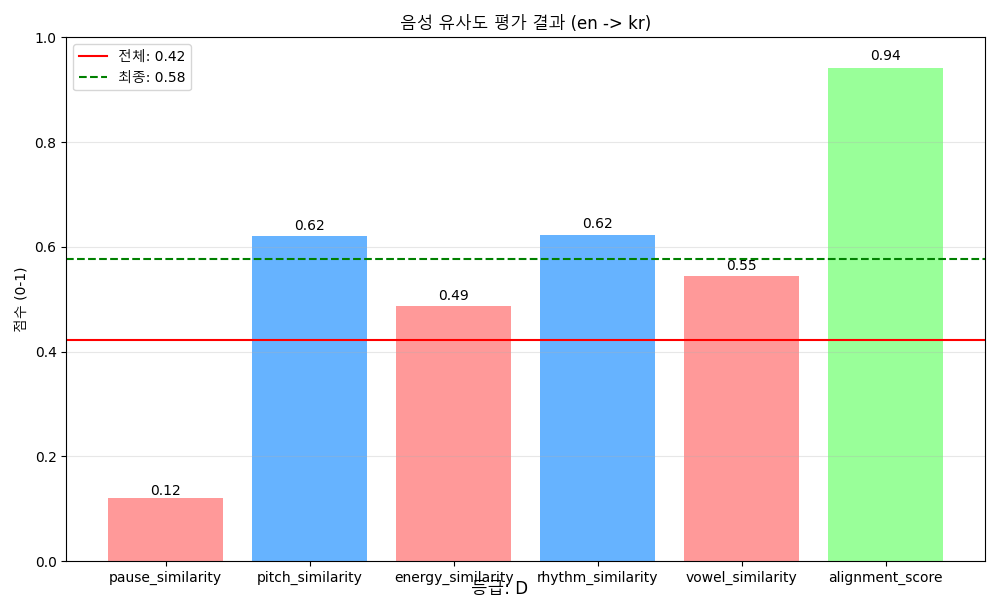 음성 유사도 평가 결과 (en -> kr)
전체: 0.42
최종: 0.58
점수 (0-1)
1.0
0.8
0.6
0.4
0.2
0.0
0.12
0.62
0.49
0.62
0.55
0.94
pause_similarity pitch_similarity energy_similarity rhythm_similarity vowel_similarity alignment_score
등급: D